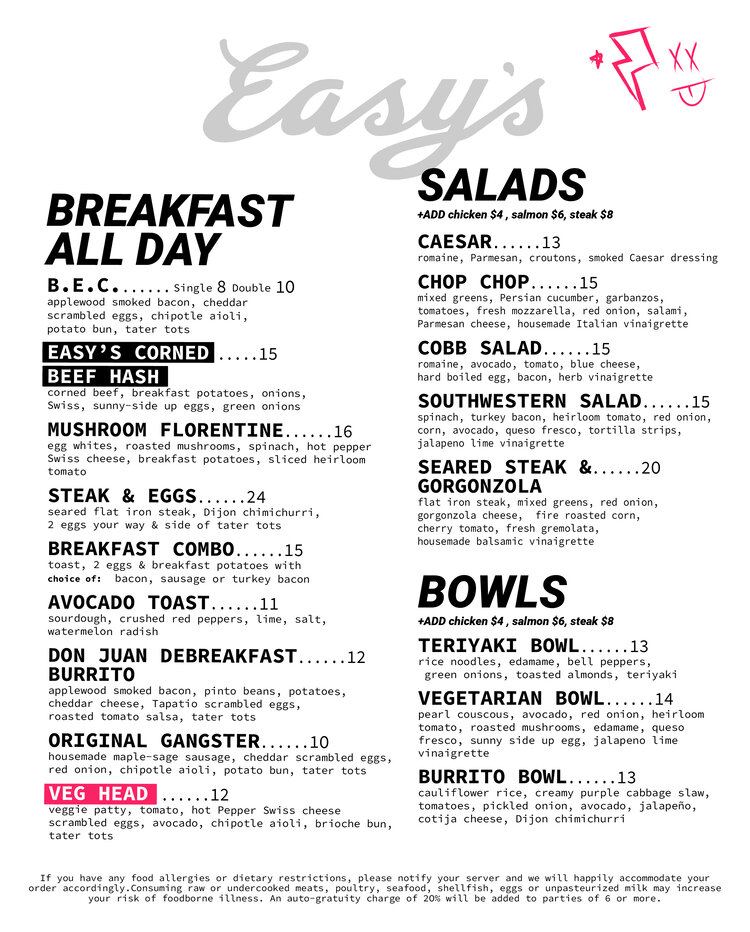 Easy's
XX
BREAKFAST
ALL DAY
B.E.C.......Single 8 Double 10
applewood smoked bacon, cheddar
scrambled eggs, chipotle aioli,
potato bun, tater tots
EASY'S CORNED.....15
BEEF HASH
corned beef, breakfast potatoes, onions,
Swiss, sunny-side up eggs, green onions
MUSHROOM FLORENTINE......16
egg whites, roasted mushrooms, spinach, hot pepper
Swiss cheese, breakfast potatoes, sliced heirloom
tomato
STEAK & EGGS......24
seared flat iron steak, Dijon chimichurri,
2 eggs your way & side of tater tots
BREAKFAST COMBO......15
toast, 2 eggs & breakfast potatoes with
choice of: bacon, sausage or turkey bacon
AVOCADO TOAST......11
sourdough, crushed red peppers, lime, salt,
watermelon radish
DON JUAN DEBREAKFAST......12
BURRITO
applewood smoked bacon, pinto beans, potatoes,
cheddar cheese, Tapatio scrambled eggs,
roasted tomato salsa, tater tots
ORIGINAL GANGSTER......10
housemade maple-sage sausage, cheddar scrambled eggs,
red onion, chipotle aioli, potato bun, tater tots
VEG HEAD ......12
veggie patty, tomato, hot Pepper Swiss cheese
scrambled eggs, avocado, chipotle aioli, brioche bun,
tater tots
SALADS
+ADD chicken $4 , salmon $6, steak $8
CAESAR......13
romaine, Parmesan, croutons, smoked Caesar dressing
CHOP CHOP......15
mixed greens, Persian cucumber, garbanzos,
tomatoes, fresh mozzarella, red onion, salami,
Parmesan cheese, housemade Italian vinaigrette
COBB SALAD......15
romaine, avocado, tomato, blue cheese,
hard boiled egg, bacon, herb vinaigrette
SOUTHWESTERN SALAD......15
spinach, turkey bacon, heirloom tomato, red onion,
corn, avocado, queso fresco, tortilla strips,
jalapeno lime vinaigrette
SEARED STEAK &......20
GORGONZOLA
flat iron steak, mixed greens, red onion,
gorgonzola cheese, fire roasted corn,
cherry tomato, fresh gremolata,
housemade balsamic vinaigrette
BOWLS
+ADD chicken $4 , salmon $6, steak $8
TERIYAKI BOWL......13
rice noodles, edamame, bell peppers,
green onions, toasted almonds, teriyaki
VEGETARIAN BOWL......14
pearl couscous, avocado, red onion, heirloom
tomato, roasted mushrooms, edamame, queso
fresco, sunny side up egg, jalapeno lime
vinaigrette
BURRITO BOWL......13
cauliflower rice, creamy purple cabbage slaw,
tomatoes, pickled onion, avocado, jalapeño,
cotija cheese, Dijon chimichurri
If you have any food allergies or dietary restrictions, please notify your server and we will happily accommodate your
order accordingly.Consuming raw or undercooked meats, poultry, seafood, shellfish, eggs or unpasteurized milk may increase
your risk of foodborne illness. An auto-gratuity charge of 20% will be added to parties of 6 or more.